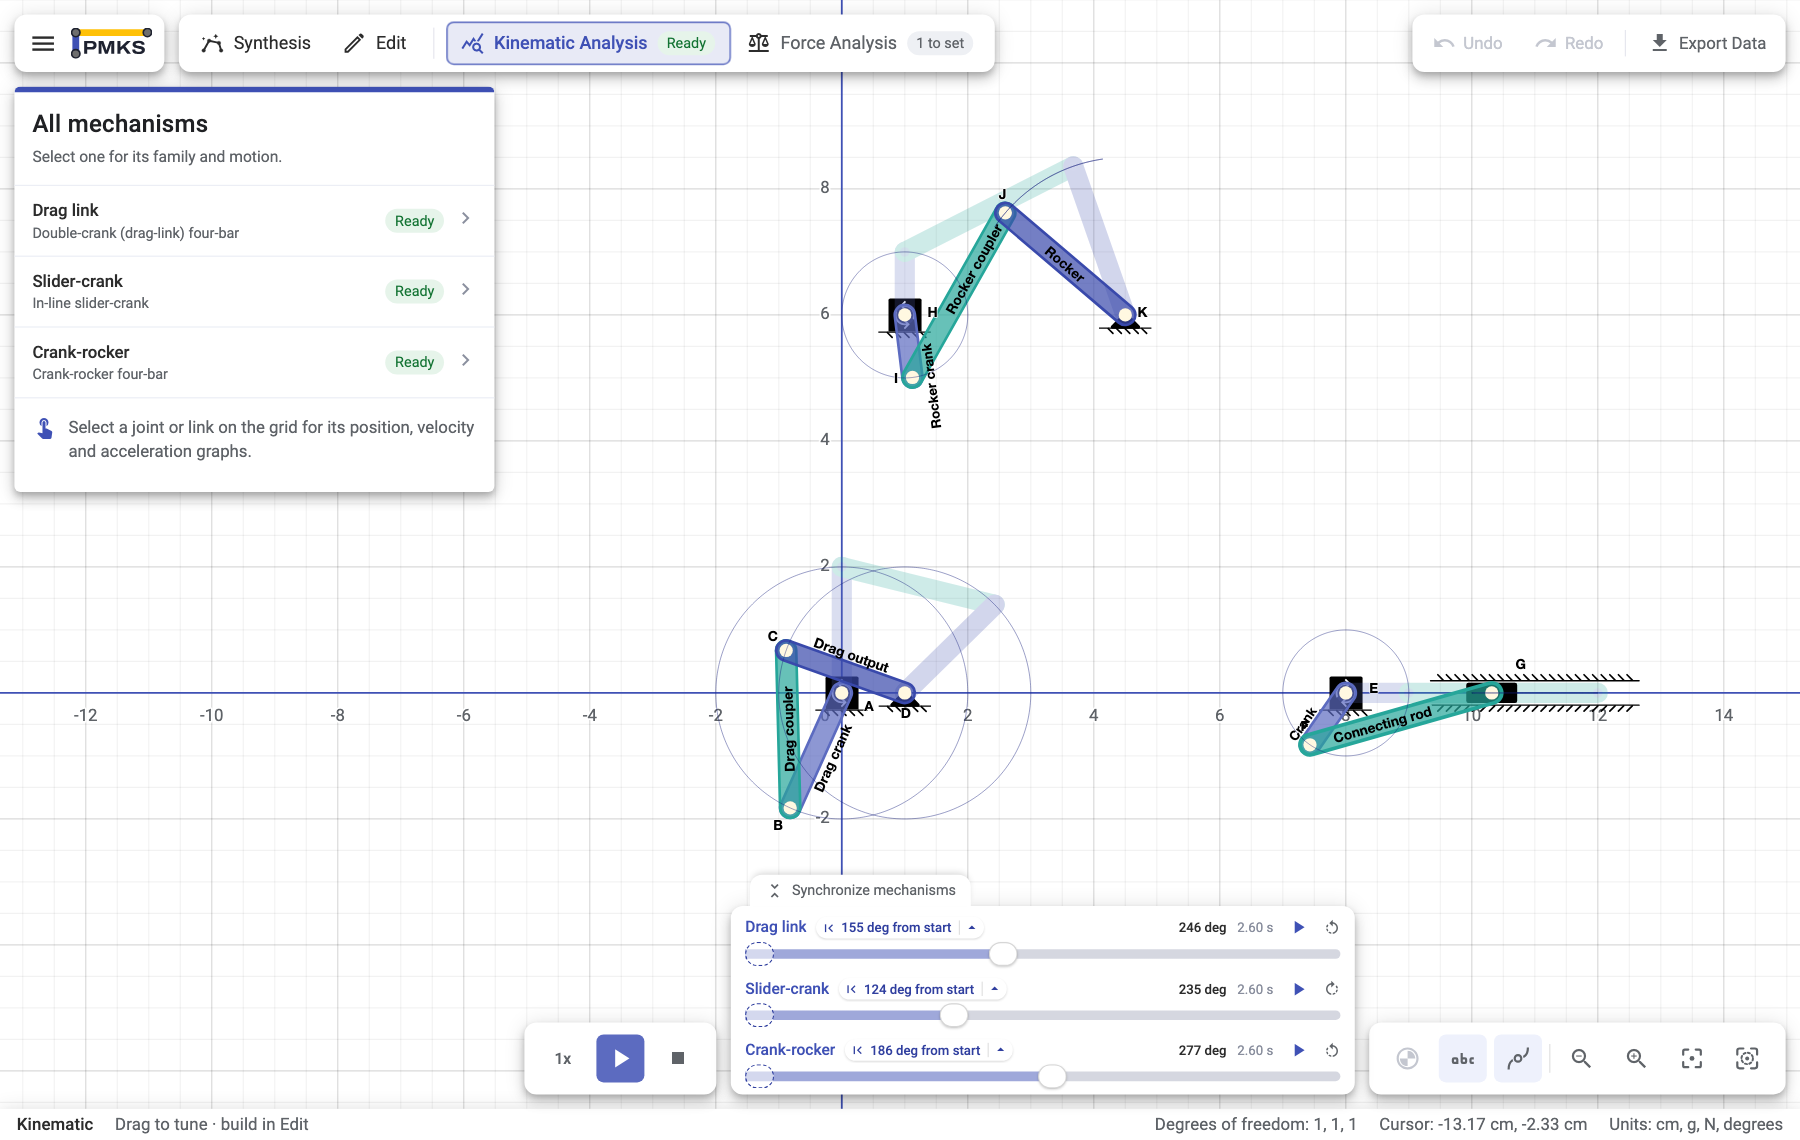 PMKS
Synthesis
Edit
Kinematic Analysis Ready
Force Analysis 1 to set
Undo
Redo
Export Data
All mechanisms
Select one for its family and motion.
Drag link
Double-crank (drag-link) four-bar
Ready
Slider-crank
In-line slider-crank
Ready
Crank-rocker
Crank-rocker four-bar
Ready
Select a joint or link on the grid for its position, velocity
and acceleration graphs.
8
6
4
2
-2
-12
-10
-8
-6
-4
-2
0
2
4
6
8
10
12
14
J
Rocker coupler
Rocker
H
K
I
Rocker crank
C
Drag output
Drag coupler
A
D
Drag crank
B
G
E
Crank
Connecting rod
Synchronize mechanisms
Drag link 155 deg from start 246 deg 2.60 s
Slider-crank 124 deg from start 235 deg 2.60 s
Crank-rocker 186 deg from start 277 deg 2.60 s
1x
abc
Kinematic Drag to tune · build in Edit
Degrees of freedom: 1, 1, 1 Cursor: -13.17 cm, -2.33 cm Units: cm, g, N, degrees